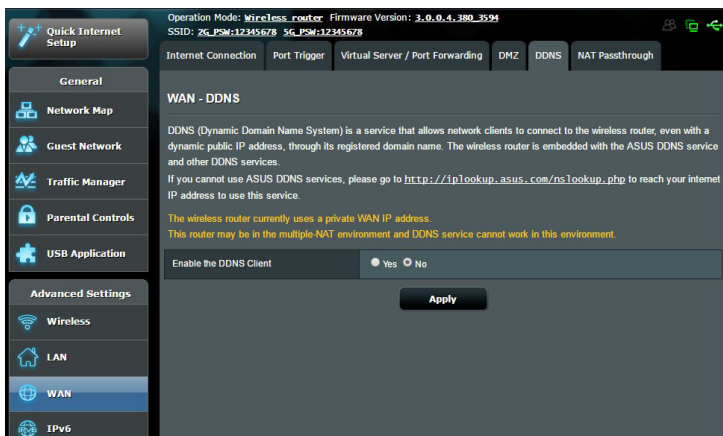 Operation Mode: Wireless router Firmware Version: 3.0.0.4.380_3594
SSID: 2G_PSW:12345678 5G_PSW:12345678
Quick Internet
Setup
Internet Connection Port Trigger Virtual Server / Port Forwarding DMZ DDNS NAT Passthrough
General
Network Map
Guest Network
Traffic Manager
Parental Controls
USB Application
Advanced Settings
Wireless
LAN
WAN
IPv6
WAN - DDNS
DDNS (Dynamic Domain Name System) is a service that allows network clients to connect to the wireless router, even with a
dynamic public IP address, through its registered domain name. The wireless router is embedded with the ASUS DDNS service
and other DDNS services.
If you cannot use ASUS DDNS services, please go to http://iplookup.asus.com/nslookup.php to reach your internet
IP address to use this service.
The wireless router currently uses a private WAN IP address.
This router may be in the multiple-NAT environment and DDNS service cannot work in this environment.
Enable the DDNS Client Yes No
Apply